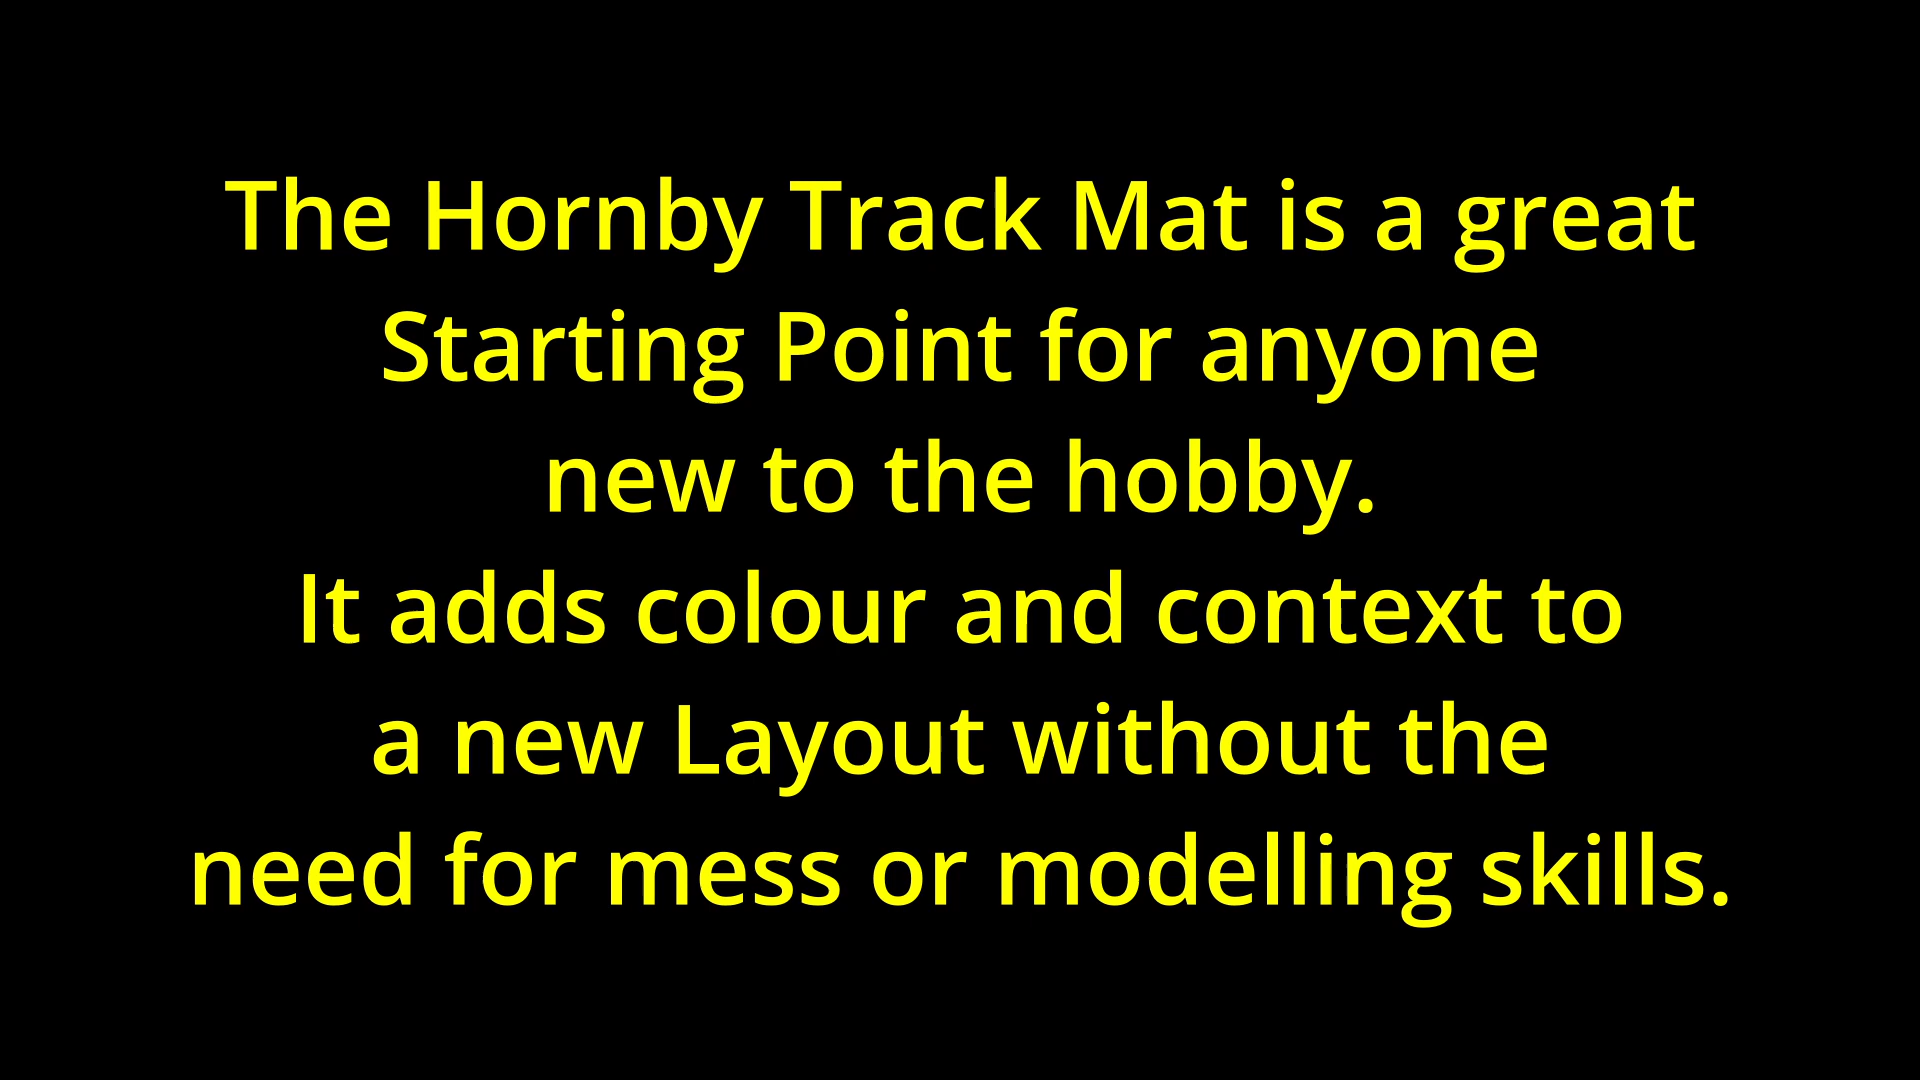 The Hornby Track Mat is a great
Starting Point for anyone
new to the hobby.
It adds colour and context to
a new Layout without the
need for mess or modelling skills.